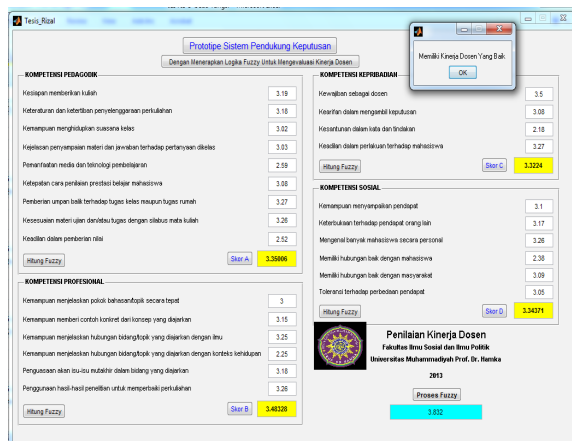 Tesis_Rizal
Prototipe Sistem Pendukung Keputusan
Dengan Menerapkan Logika Fuzzy Untuk Mengevaluasi Kinerja Dosen
Memiliki Kinerja Dosen Yang Baik
OK
KOMPETENSI PEDAGODIK
Kesiapan memberikan kuliah 3.19
Keteraturan dan ketertiban penyelenggaraan perkuliahan 3.18
Kemampuan menghidupkan suasana kelas 3.02
Kejelasan penyampaian materi dan jawaban terhadap pertanyaan dikelas 3.03
Pemanfaatan media dan teknologi pembelajaran 2.59
Ketepatan cara penilaian prestasi belajar mahasiswa 3.08
Pemberian umpan balik terhadap tugas kelas maupun tugas rumah 3.27
Kesesuaian materi ujian dan/atau tugas dengan silabus mata kuliah 3.26
Keadilan dalam pemberian nilai 2.52
Hitung Fuzzy Skor A 3.35006
KOMPETENSI PROFESIONAL
Kemampuan menjelaskan pokok bahasan/topik secara tepat 3
Kemampuan memberi contoh konkret dari konsep yang diajarkan 3.15
Kemampuan menjelaskan hubungan bidang/topik yang diajarkan dengan ilmu 3.25
Kemampuan menjelaskan hubungan bidang/topik yang diajarkan dengan konteks kehidupan 2.25
Penguasaan akan isu-isu mutakhir dalam bidang yang diajarkan 3.18
Penggunaan hasil-hasil penelitian untuk memperbaiki perkuliahan 3.26
Hitung Fuzzy Skor B 3.48328
KOMPETENSI KEPRIBADIAN
Kewajiban sebagai dosen 3.5
Kearifan dalam mengambil keputusan 3.08
Kesantunan dalam kata dan tindakan 2.18
Keadilan dalam perlakuan terhadap mahasiswa 3.27
Hitung Fuzzy Skor C 3.3224
KOMPETENSI SOSIAL
Kemampuan menyampaikan pendapat 3.1
Keterbukaan terhadap pendapat orang lain 3.17
Mengenal banyak mahasiswa secara personal 3.26
Memiliki hubungan baik dengan mahasiswa 2.38
Memiliki hubungan baik dengan masyarakat 3.09
Toleransi terhadap perbedaan pendapat 3.05
Hitung Fuzzy Skor D 3.34371
Penilaian Kinerja Dosen
Fakultas Ilmu Sosial dan Ilmu Politik
Universitas Muhammadiyah Prof. Dr. Hamka
2013
Proses Fuzzy
3.832